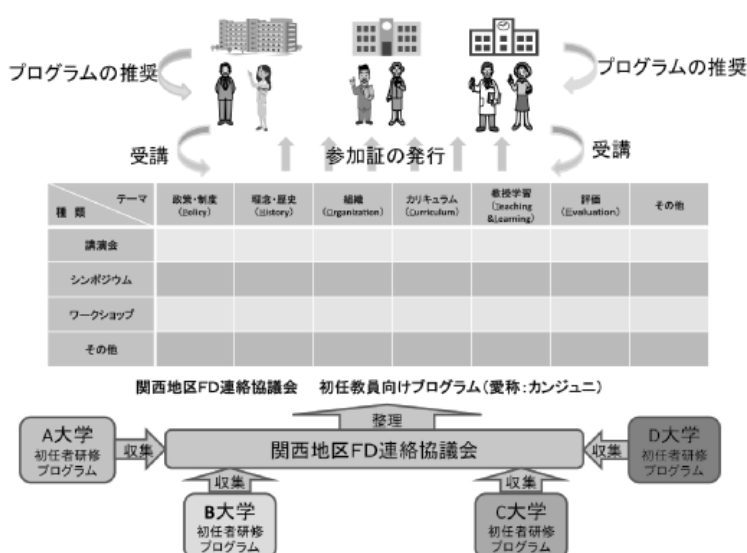 プログラムの推奨
プログラムの推奨
受講
参加証の発行
受講
テーマ
種 類
政策・制度
(Policy)
理念・歴史
(History)
組織
(Organization)
カリキュラム
(Curriculum)
教授学習
(Teaching
&Learning)
評価
(Evaluation)
その他
講演会
シンポジウム
ワークショップ
その他
関西地区FD連絡協議会 初任教員向けプログラム(愛称:カンジュニ)
整理
関西地区FD連絡協議会
A大学
初任者研修
プログラム
収集
収集
D大学
初任者研修
プログラム
収集
収集
B大学
初任者研修
プログラム
C大学
初任者研修
プログラム